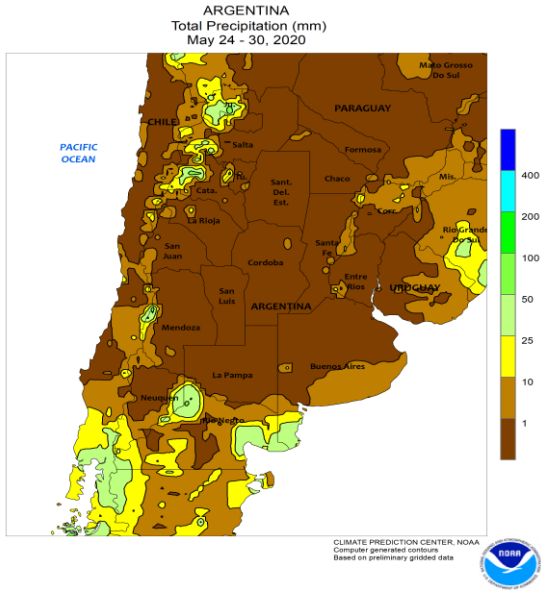 ARGENTINA
Total Precipitation (mm)
May 24 - 30, 2020
Mato Grosso
Do Sul
PARAGUAY
CHILE
PACIFIC
OCEAN
Salta
Formosa
Chaco
Mis.
Cata.
Sant.
Del.
Est.
Corr.
La Rioja
Rio Grande
Do Sul
San
Juan
Santa
Fe
Cordoba
Entre
Rios
URUGUAY
San
Luis
ARGENTINA
Mendoza
La Pampa
Buenos Aires
Neuquen
Rio Negro
400
200
100
50
25
10
1
CLIMATE PREDICTION CENTER, NOAA
Computer generated contours
Based on preliminary gridded data
NOAA